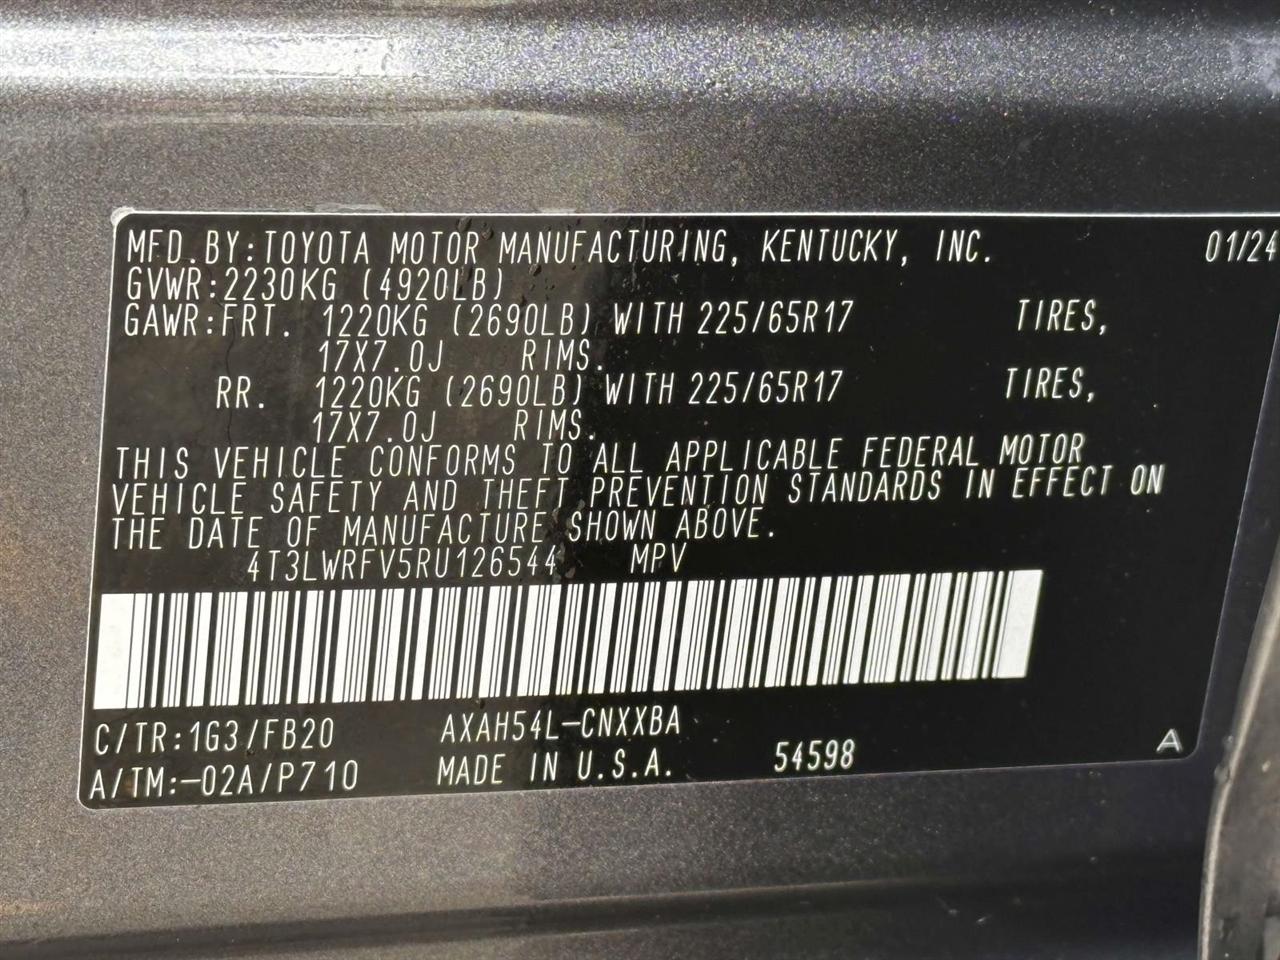 MFD.BY:TOYOTA MOTOR MANUFACTURING, KENTUCKY, INC. 01/24
GVWR:2230KG (4920LB)
GAWR:FRT. 1220KG (2690LB) WITH 225/65R17 TIRES,
17X7.0J RIMS.
RR. 1220KG (2690LB) WITH 225/65R17 TIRES,
17X7.0J RIMS.
THIS VEHICLE CONFORMS TO ALL APPLICABLE FEDERAL MOTOR
VEHICLE SAFETY AND THEFT PREVENTION STANDARDS IN EFFECT ON
THE DATE OF MANUFACTURE SHOWN ABOVE.
4T3LWRFV5RU126544 MPV
C/TR:1G3/FB20 AXAH54L-CNXXBA
A/TM:-02A/P710 MADE IN U.S.A. 54598 A